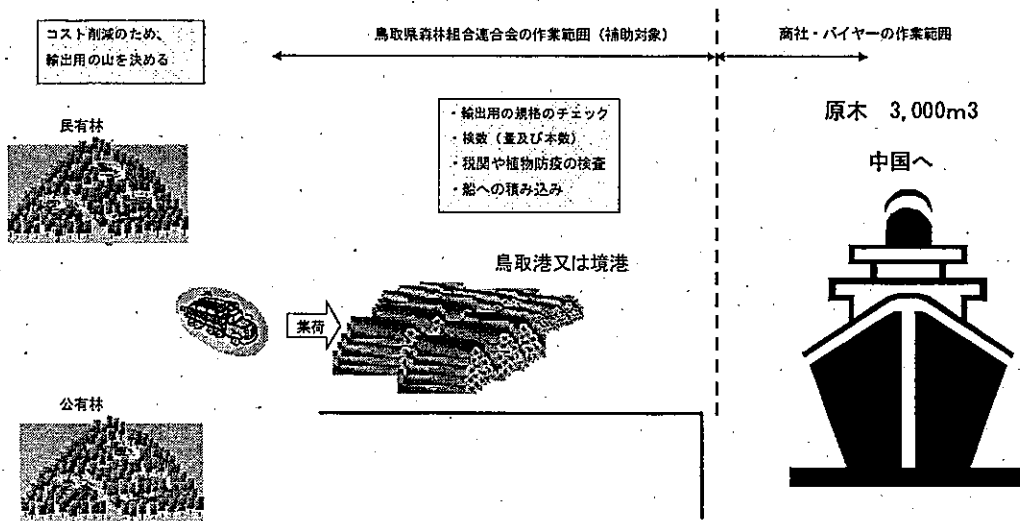 コスト削減のため、
輸出用の山を決める
鳥取県森林組合連合会の作業範囲（補助対象）
商社・バイヤーの作業範囲
・輸出用の規格のチェック
・検数（量及び本数）
・税関や植物防疫の検査
・船への積み込み
原木 3,000m3
中国へ
民有林
鳥取港又は境港
集荷
公有林